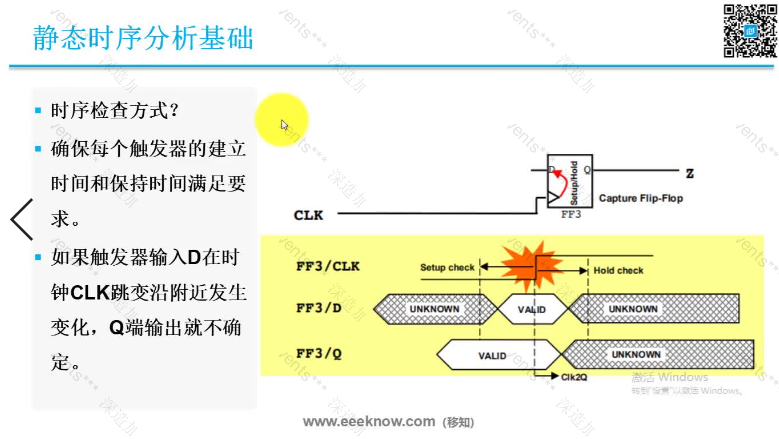 静态时序分析基础
时序检查方式？
确保每个触发器的建立
时间和保持时间满足要
求。
如果触发器输入D在时
钟CLK跳变沿附近发生
变化，Q端输出就不确
定。
D
Q
Setup/Hold
FF3
Z
Capture Flip-Flop
CLK
FF3/CLK
Setup check
Hold check
FF3/D
UNKNOWN
VALID
UNKNOWN
FF3/Q
VALID
UNKNOWN
Clk2Q
激活 Windows
转到"设置"以激活 Windows。
www.eeeknow.com（移知）